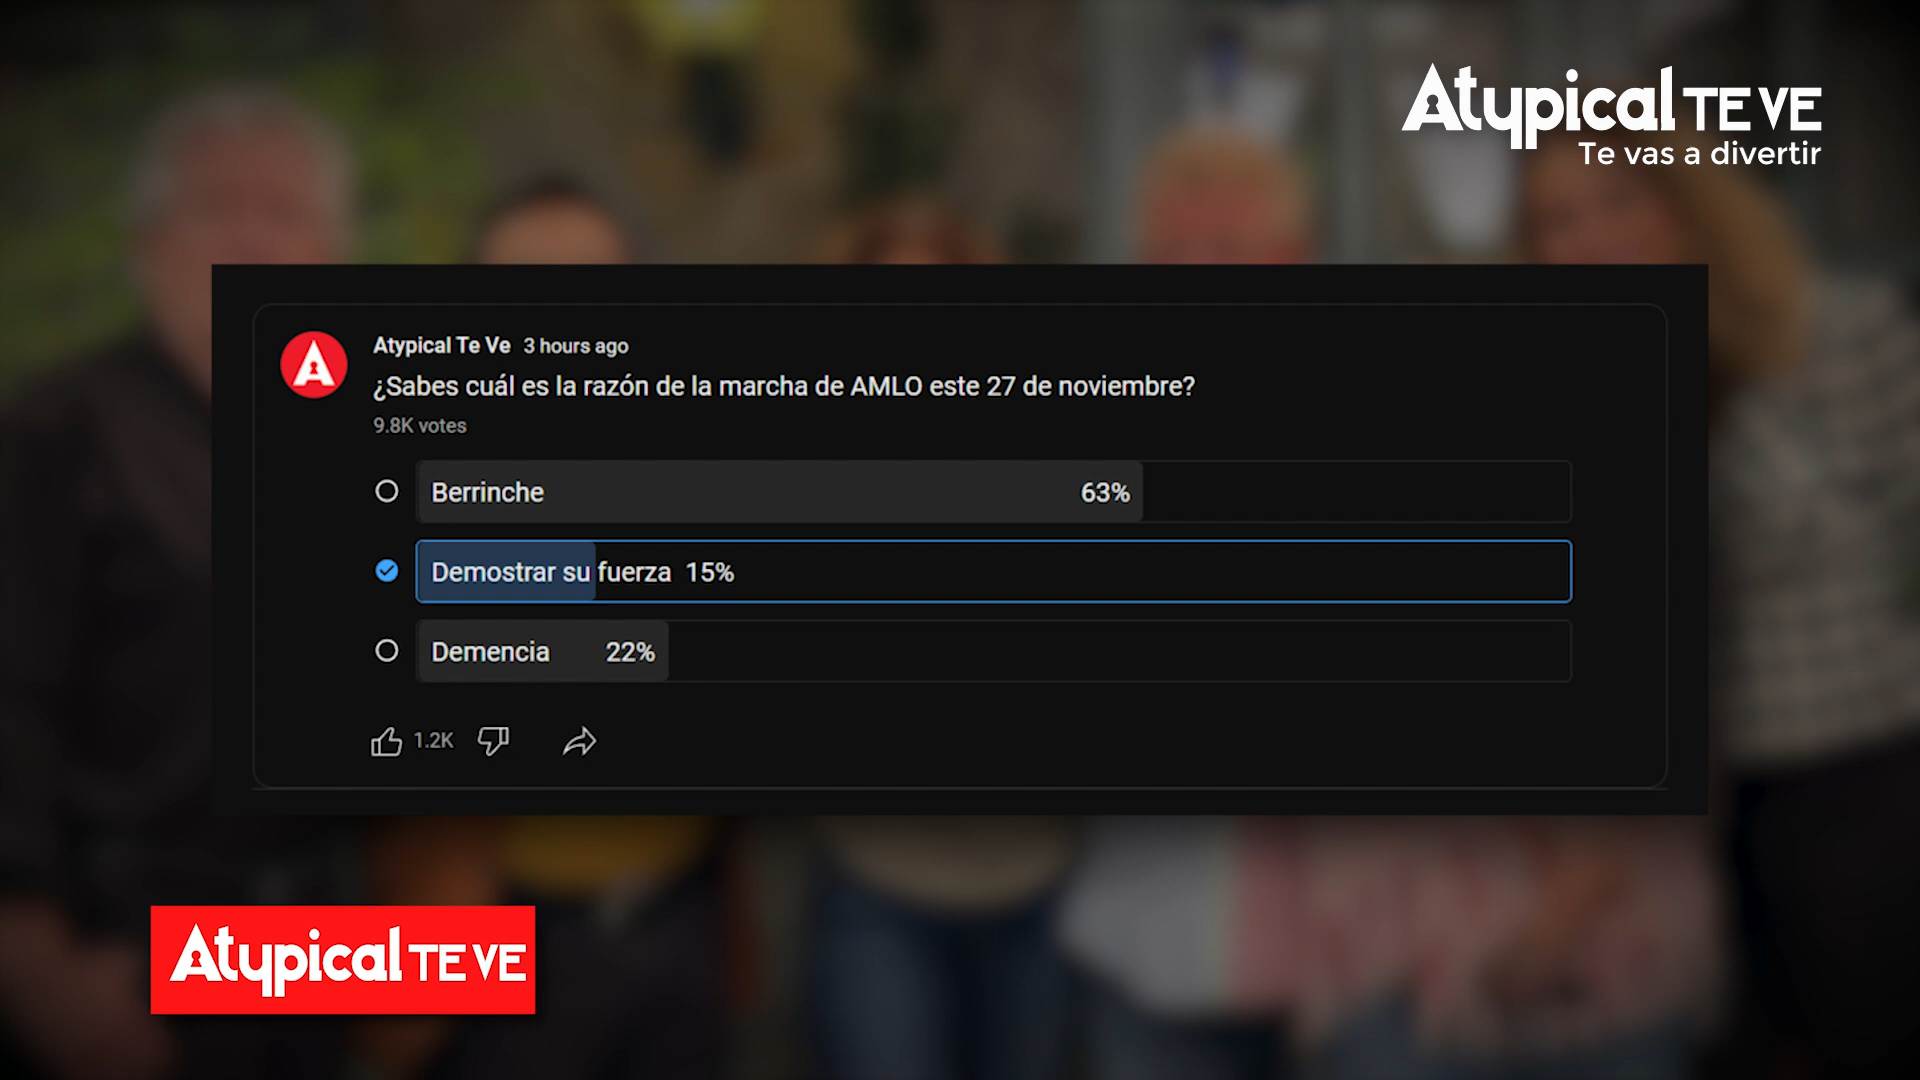 Atypical TE VE
Te vas a divertir
Atypical Te Ve 3 hours ago
¿Sabes cuál es la razón de la marcha de AMLO este 27 de noviembre?
9.8K votes
Berrinche 63%
Demostrar su fuerza 15%
Demencia 22%
1.2K
Atypical TE VE